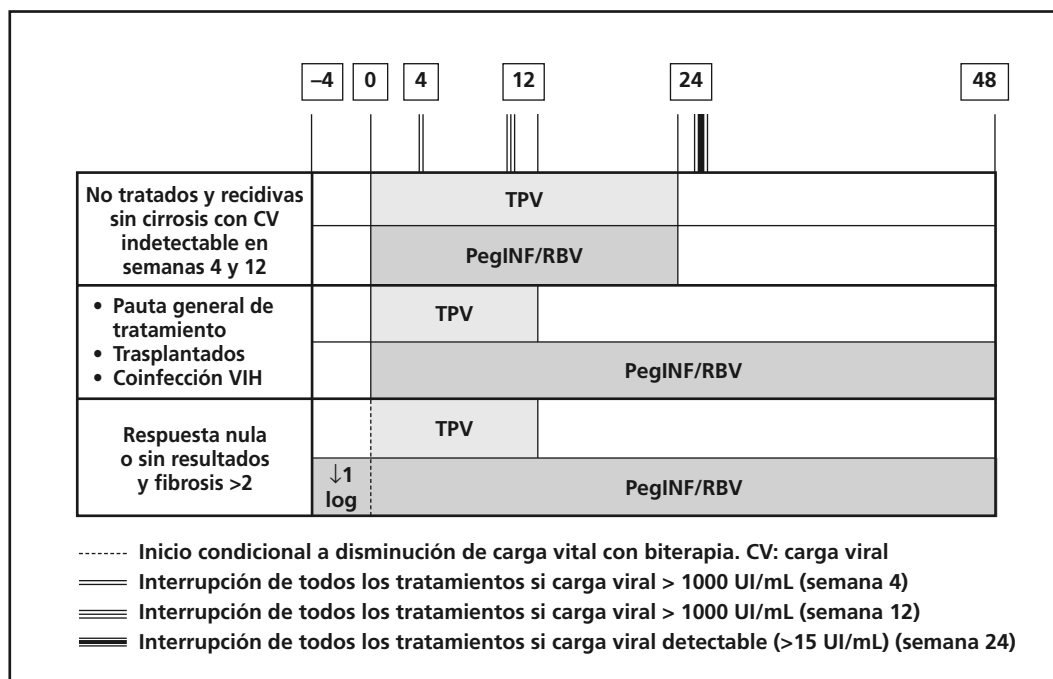 –4 0 4 12 24 48
No tratados y recidivas
sin cirrosis con CV
indetectable en
semanas 4 y 12
TPV
PegINF/RBV
• Pauta general de
tratamiento
• Trasplantados
• Coinfección VIH
TPV
PegINF/RBV
Respuesta nula
o sin resultados
y fibrosis >2
TPV
↓1
log
PegINF/RBV
Inicio condicional a disminución de carga vital con biterapia. CV: carga viral
Interrupción de todos los tratamientos si carga viral > 1000 UI/mL (semana 4)
Interrupción de todos los tratamientos si carga viral > 1000 UI/mL (semana 12)
Interrupción de todos los tratamientos si carga viral detectable (>15 UI/mL) (semana 24)